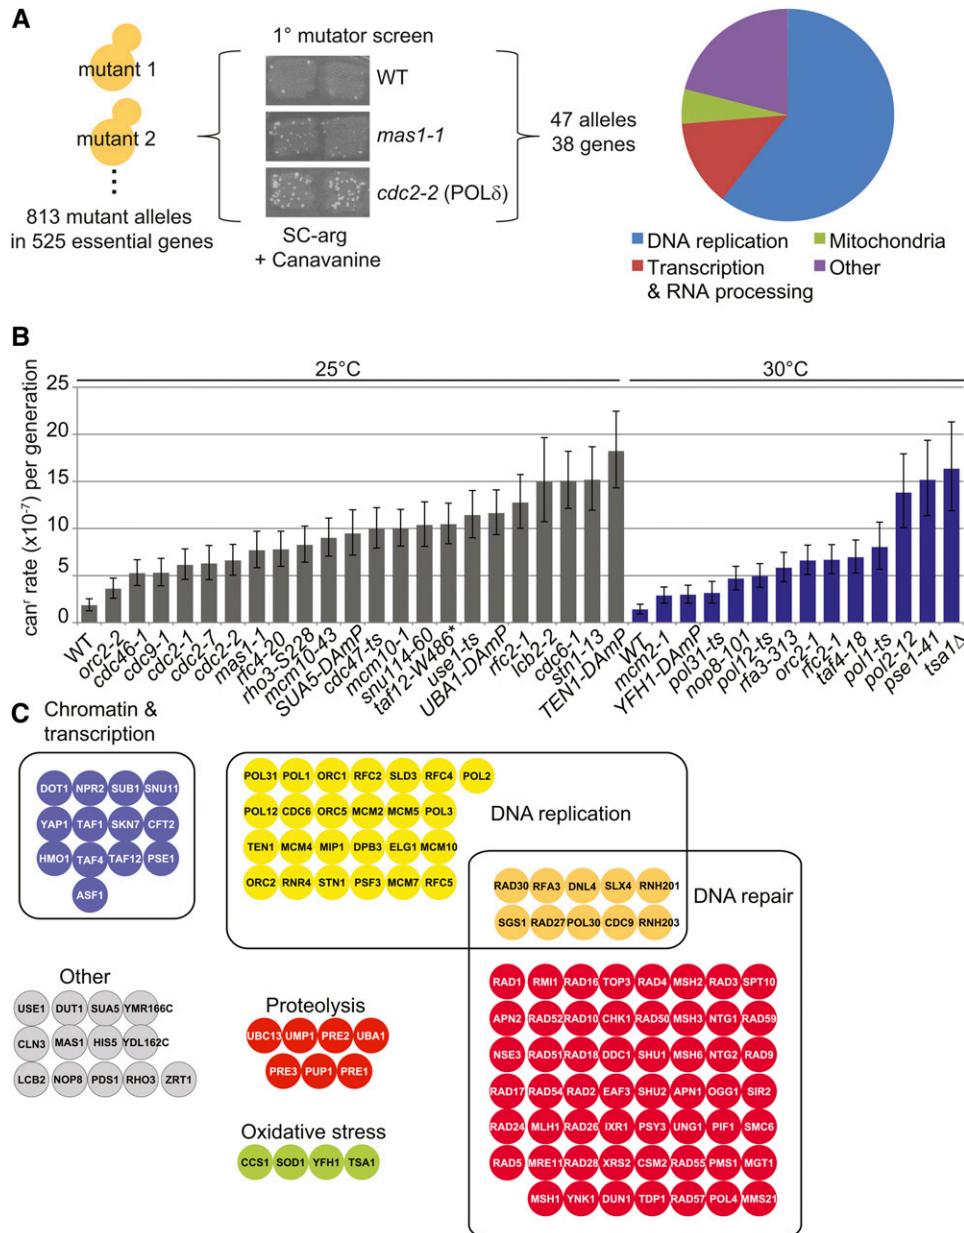 A
mutant 1
mutant 2
813 mutant alleles
in 525 essential genes
1° mutator screen
WT
mas1-1
cdc2-2 (POLδ)
SC-arg
+ Canavanine
47 alleles
38 genes
DNA replication
Mitochondria
Transcription
& RNA processing
Other
B
25°C
30°C
can^r rate (x10^-7) per generation
25
20
15
10
5
0
WT
orc2-2
cdc46-1
cdc9-1
cdc2-1
cdc2-7
cdc2-2
mas1-1
rfc4-20
rho3-S228
mcm10-43
SUA5-DAmP
cdc47-ts
mcm10-1
snu114-60
taf12-W486*
use1-ts
UBA1-DAmP
rfc2-1
lcb2-2
cdc6-1
stn1-13
TEN1-DAmP
WT
mcm2-1
YFH1-DAmP
pol31-ts
nop8-101
pol12-ts
rfa3-313
orc2-1
rfc2-1
taf4-18
pol1-ts
pol2-12
pse1-41
tsa1Δ
C
Chromatin &
transcription
DOT1 NPR2 SUB1 SNU11
YAP1 TAF1 SKN7 CFT2
HMO1 TAF4 TAF12 PSE1
ASF1
POL31 POL1 ORC1 RFC2 SLD3 RFC4 POL2
POL12 CDC6 ORC5 MCM2 MCM5 POL3
TEN1 MCM4 MIP1 DPB3 ELG1 MCM10
ORC2 RNR4 STN1 PSF3 MCM7 RFC5
DNA replication
DNA repair
RAD30 RFA3 DNL4 SLX4 RNH201
SGS1 RAD27 POL30 CDC9 RNH203
RAD1 RMI1 RAD16 TOP3 RAD4 MSH2 RAD3 SPT10
APN2 RAD52 RAD10 CHK1 RAD50 MSH3 NTG1 RAD59
NSE3 RAD51 RAD18 DDC1 SHU1 MSH6 NTG2 RAD9
RAD17 RAD54 RAD2 EAF3 SHU2 APN1 OGG1 SIR2
RAD24 MLH1 RAD26 IXR1 PSY3 UNG1 PIF1 SMC6
RAD5 MRE11 RAD28 XRS2 CSM2 RAD55 PMS1 MGT1
MSH1 YNK1 DUN1 TDP1 RAD57 POL4 MMS21
Other
USE1 DUT1 SUA5 YMR166C
CLN3 MAS1 HIS5 YDL162C
LCB2 NOP8 PDS1 RHO3 ZRT1
Proteolysis
UBC13 UMP1 PRE2 UBA1
PRE3 PUP1 PRE1
Oxidative stress
CCS1 SOD1 YFH1 TSA1